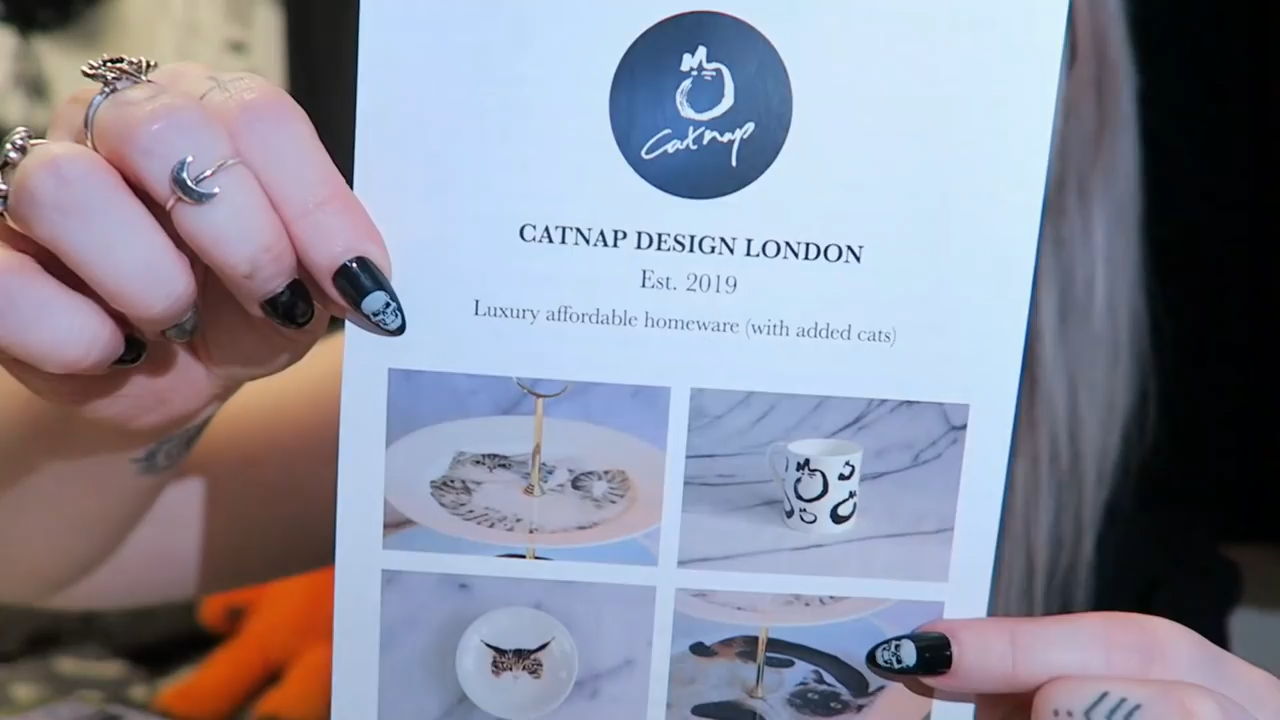 Catnap
CATNAP DESIGN LONDON
Est. 2019
Luxury affordable homeware (with added cats)